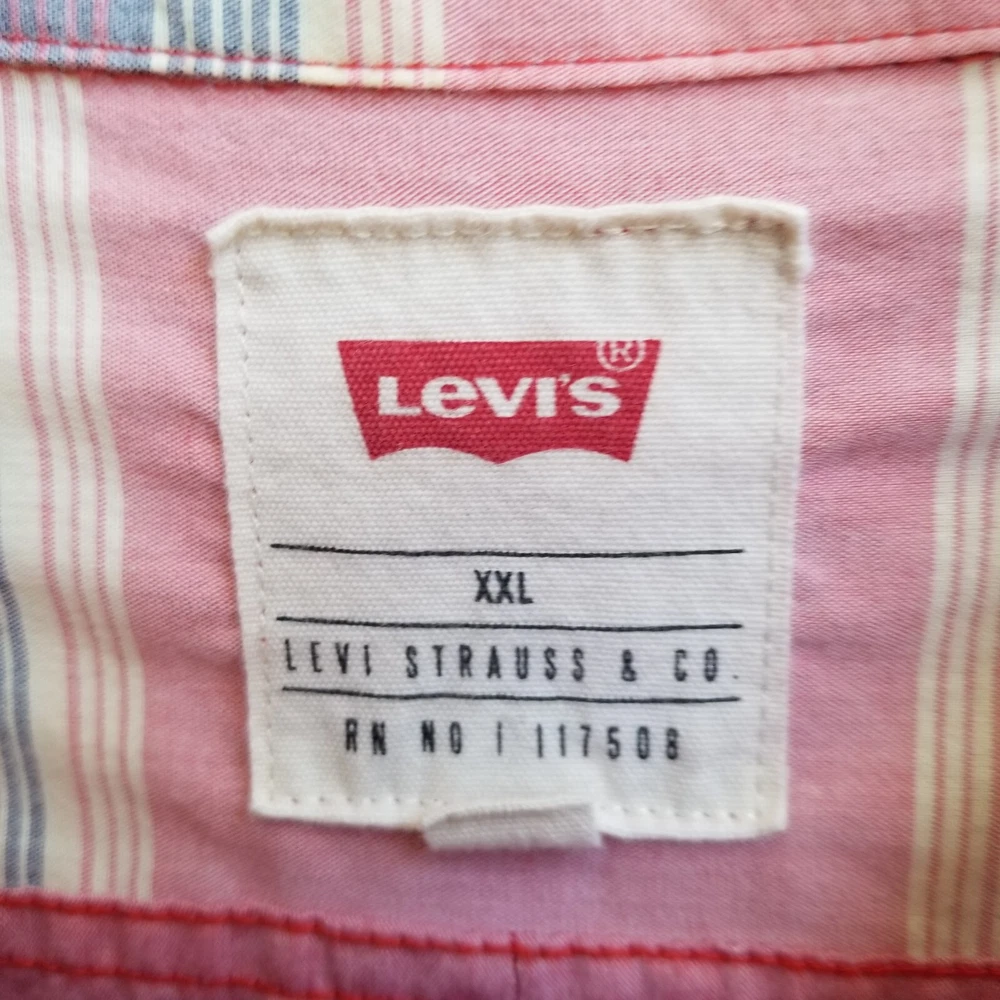 LEVI'S®
XXL
LEVI STRAUSS & CO.
RN NO : 117508